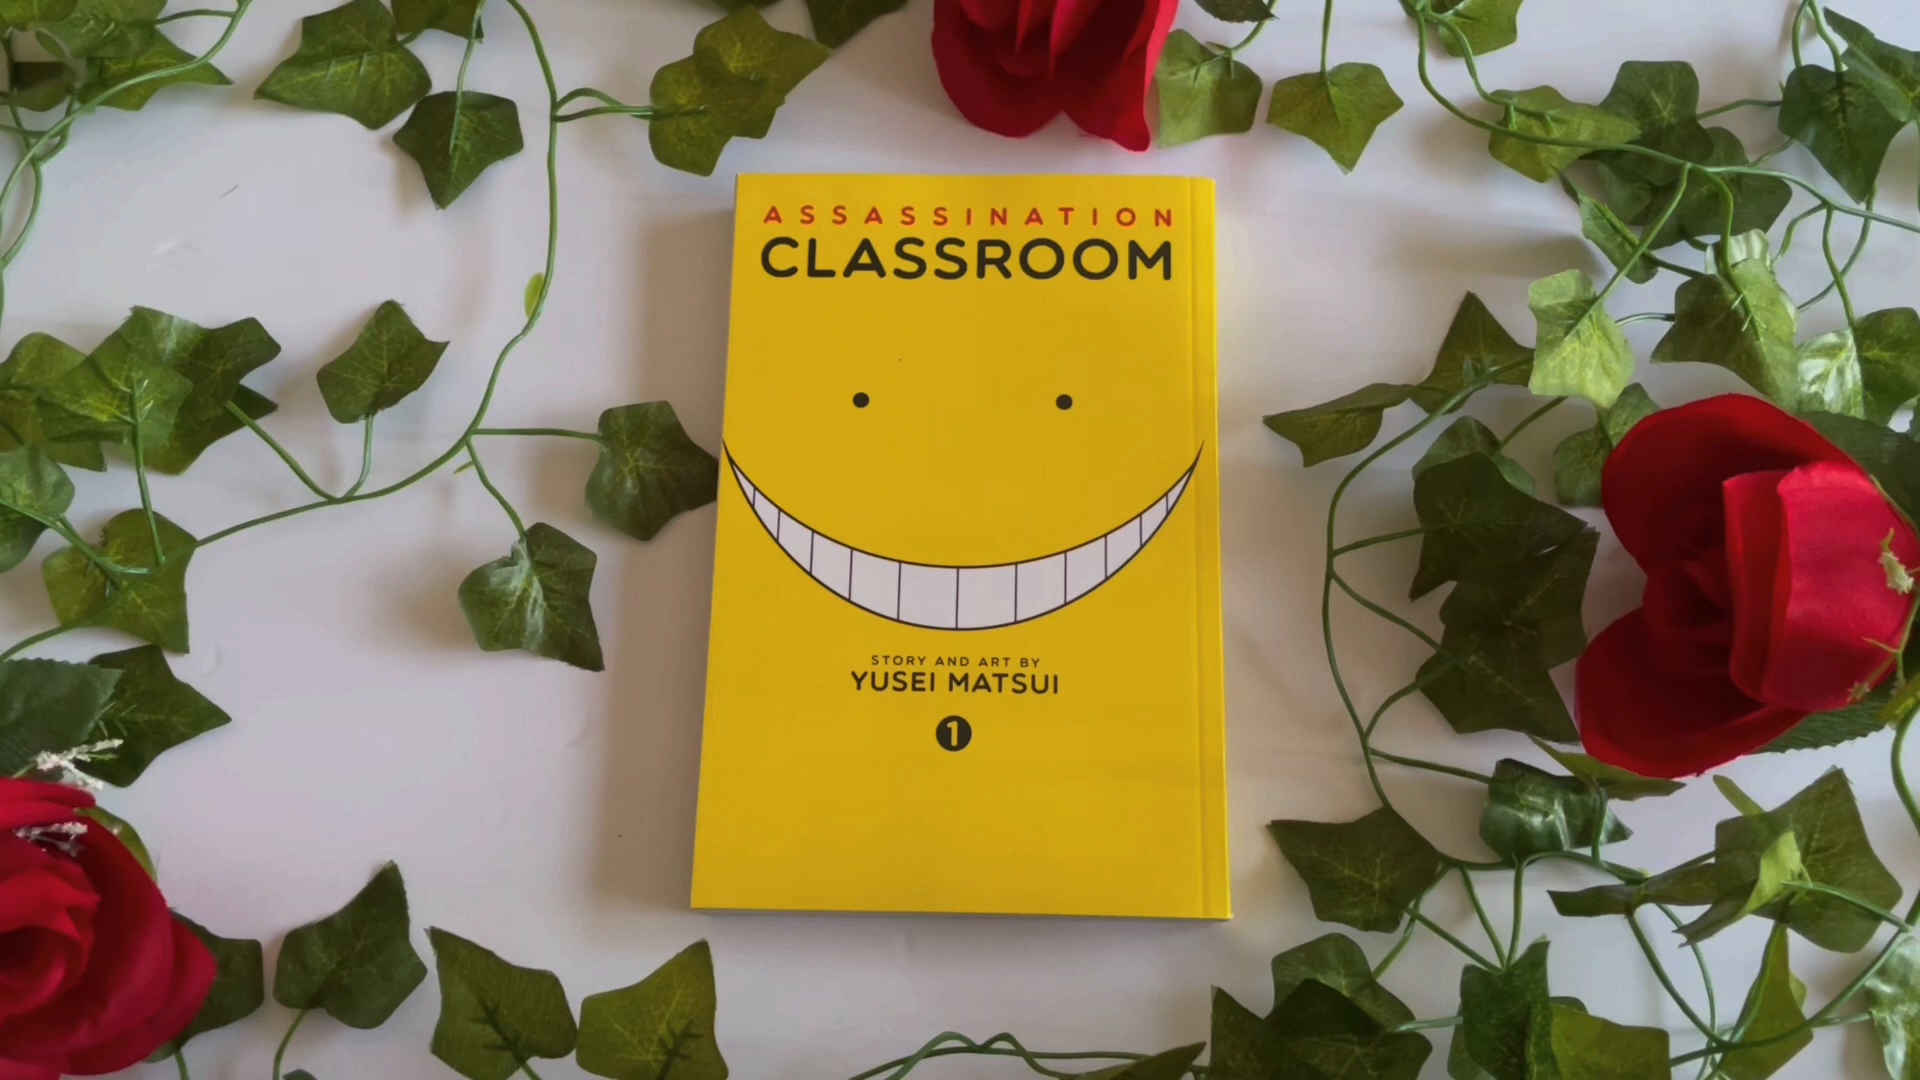 ASSASSINATION
CLASSROOM
STORY AND ART BY
YUSEI MATSUI
1